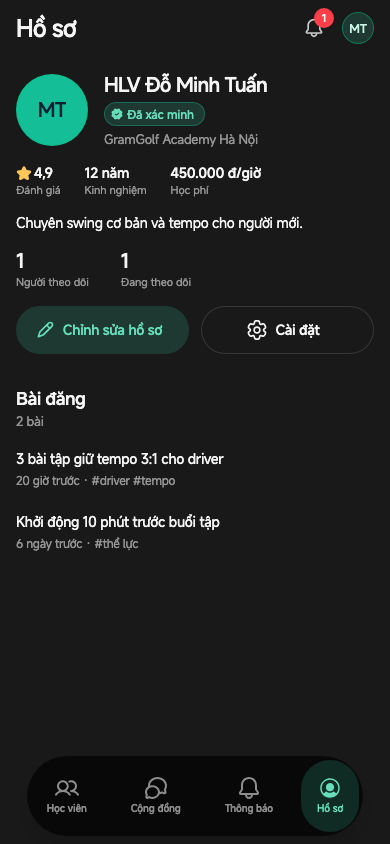 Hồ sơ
1
MT
MT
HLV Đỗ Minh Tuấn
Đã xác minh
GramGolf Academy Hà Nội
4,9
Đánh giá
12 năm
Kinh nghiệm
450.000 đ/giờ
Học phí
Chuyên swing cơ bản và tempo cho người mới.
1
Người theo dõi
1
Đang theo dõi
Chỉnh sửa hồ sơ
Cài đặt
Bài đăng
2 bài
3 bài tập giữ tempo 3:1 cho driver
20 giờ trước · #driver #tempo
Khởi động 10 phút trước buổi tập
6 ngày trước · #thể lực
Học viên
Cộng đồng
Thông báo
Hồ sơ